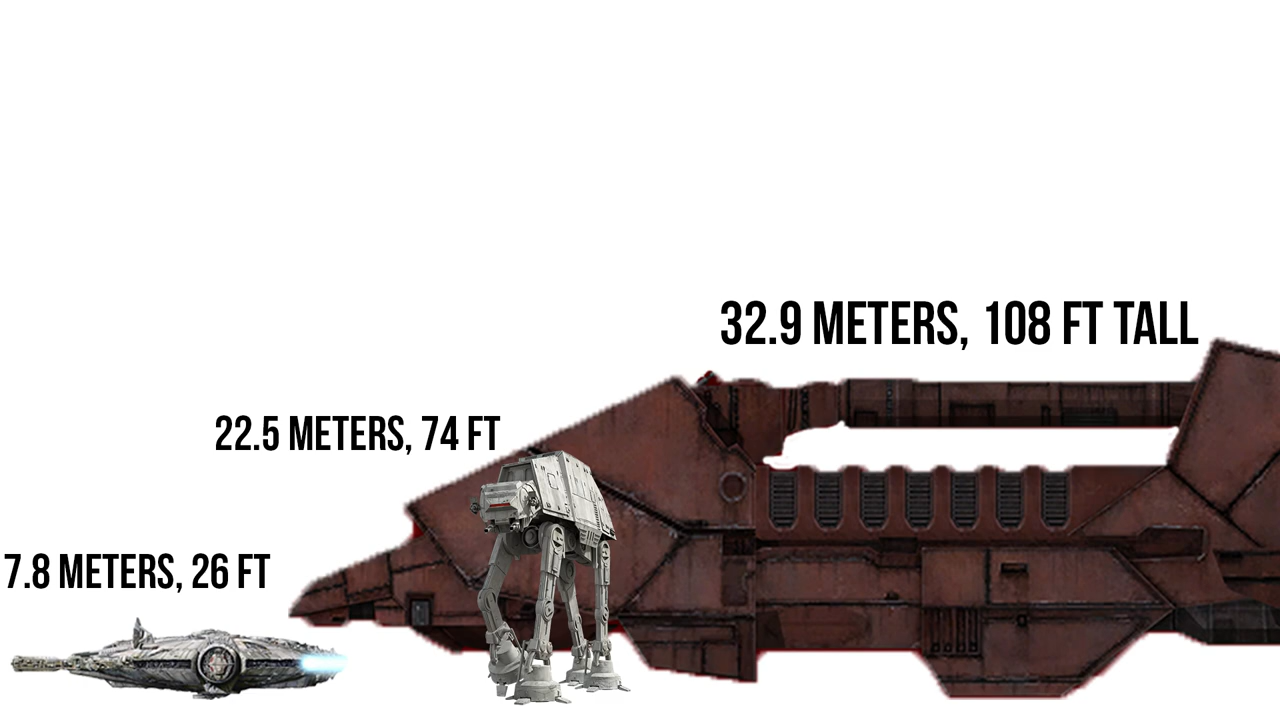 32.9 METERS, 108 FT TALL
22.5 METERS, 74 FT
7.8 METERS, 26 FT